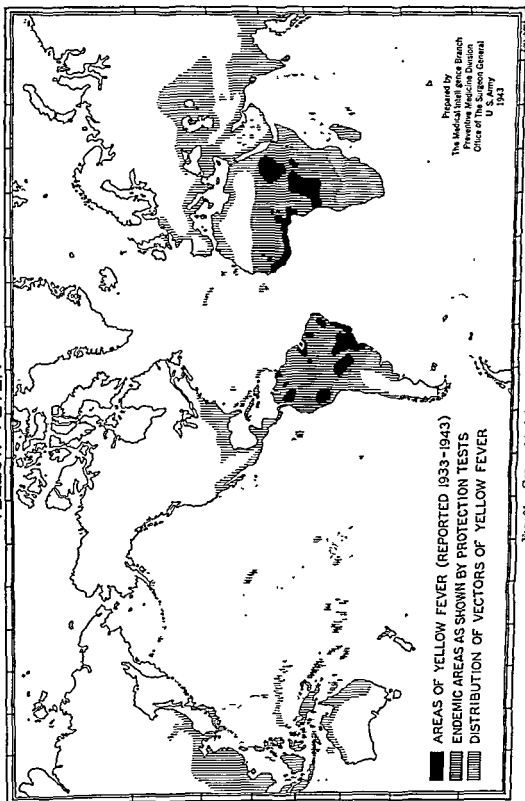 Prepared by
The Medical Intelligence Branch
Preventive Medicine Division
Office of The Surgeon General
U. S. Army
1943
AREAS OF YELLOW FEVER (REPORTED 1933-1943)
ENDEMIC AREAS AS SHOWN BY PROTECTION TESTS
DISTRIBUTION OF VECTORS OF YELLOW FEVER